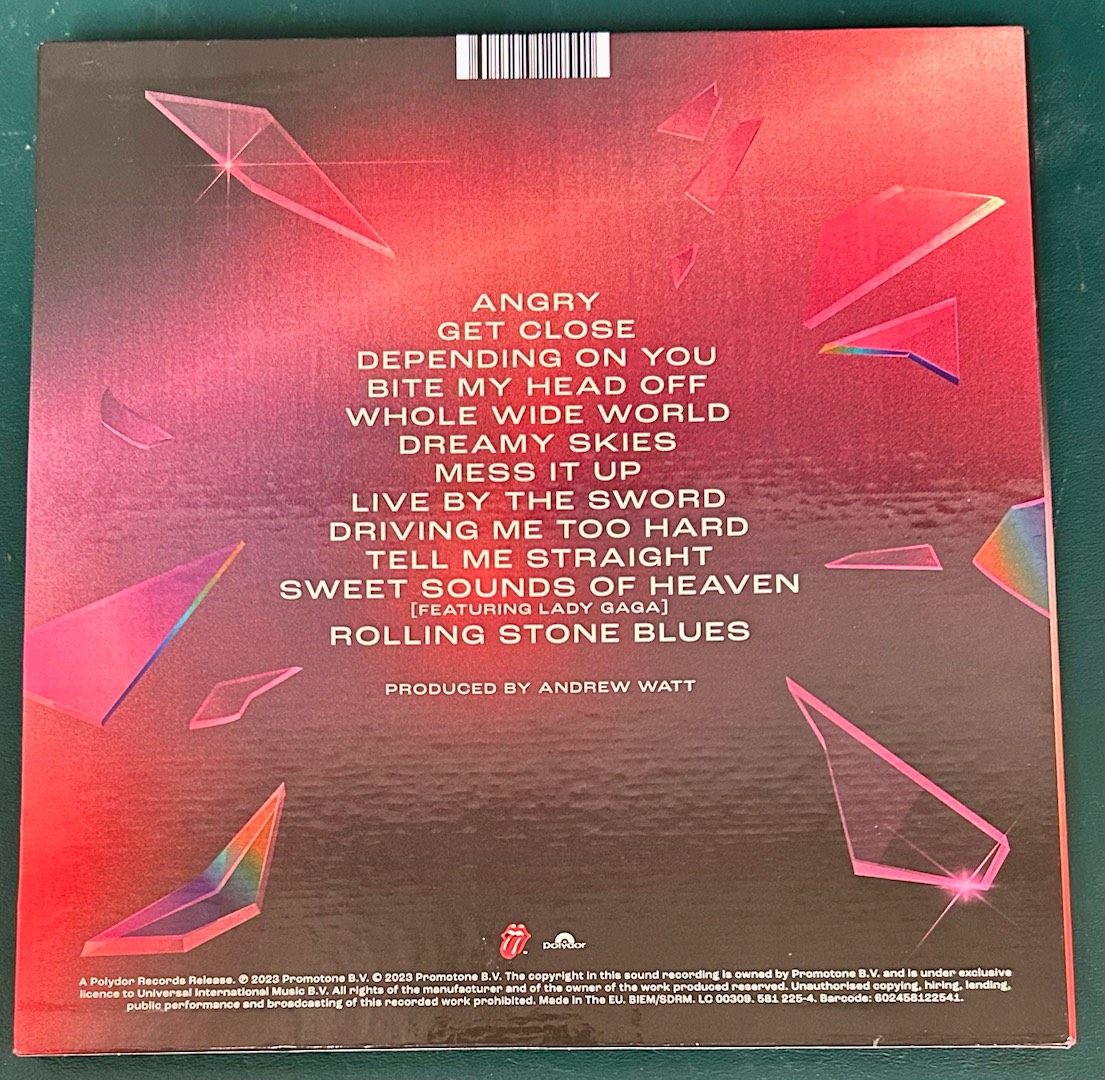 ANGRY
GET CLOSE
DEPENDING ON YOU
BITE MY HEAD OFF
WHOLE WIDE WORLD
DREAMY SKIES
MESS IT UP
LIVE BY THE SWORD
DRIVING ME TOO HARD
TELL ME STRAIGHT
SWEET SOUNDS OF HEAVEN
[FEATURING LADY GAGA]
ROLLING STONE BLUES
PRODUCED BY ANDREW WATT
polydor
A Polydor Records Release. ℗ 2023 Promotone B.V. © 2023 Promotone B.V. The copyright in this sound recording is owned by Promotone B.V. and is under exclusive
licence to Universal International Music B.V. All rights of the manufacturer and of the owner of the work produced reserved. Unauthorised copying, hiring, lending,
public performance and broadcasting of this recorded work prohibited. Made in The EU. BIEM/SDRM. LC 00309. 581 225-4. Barcode: 602458122541.